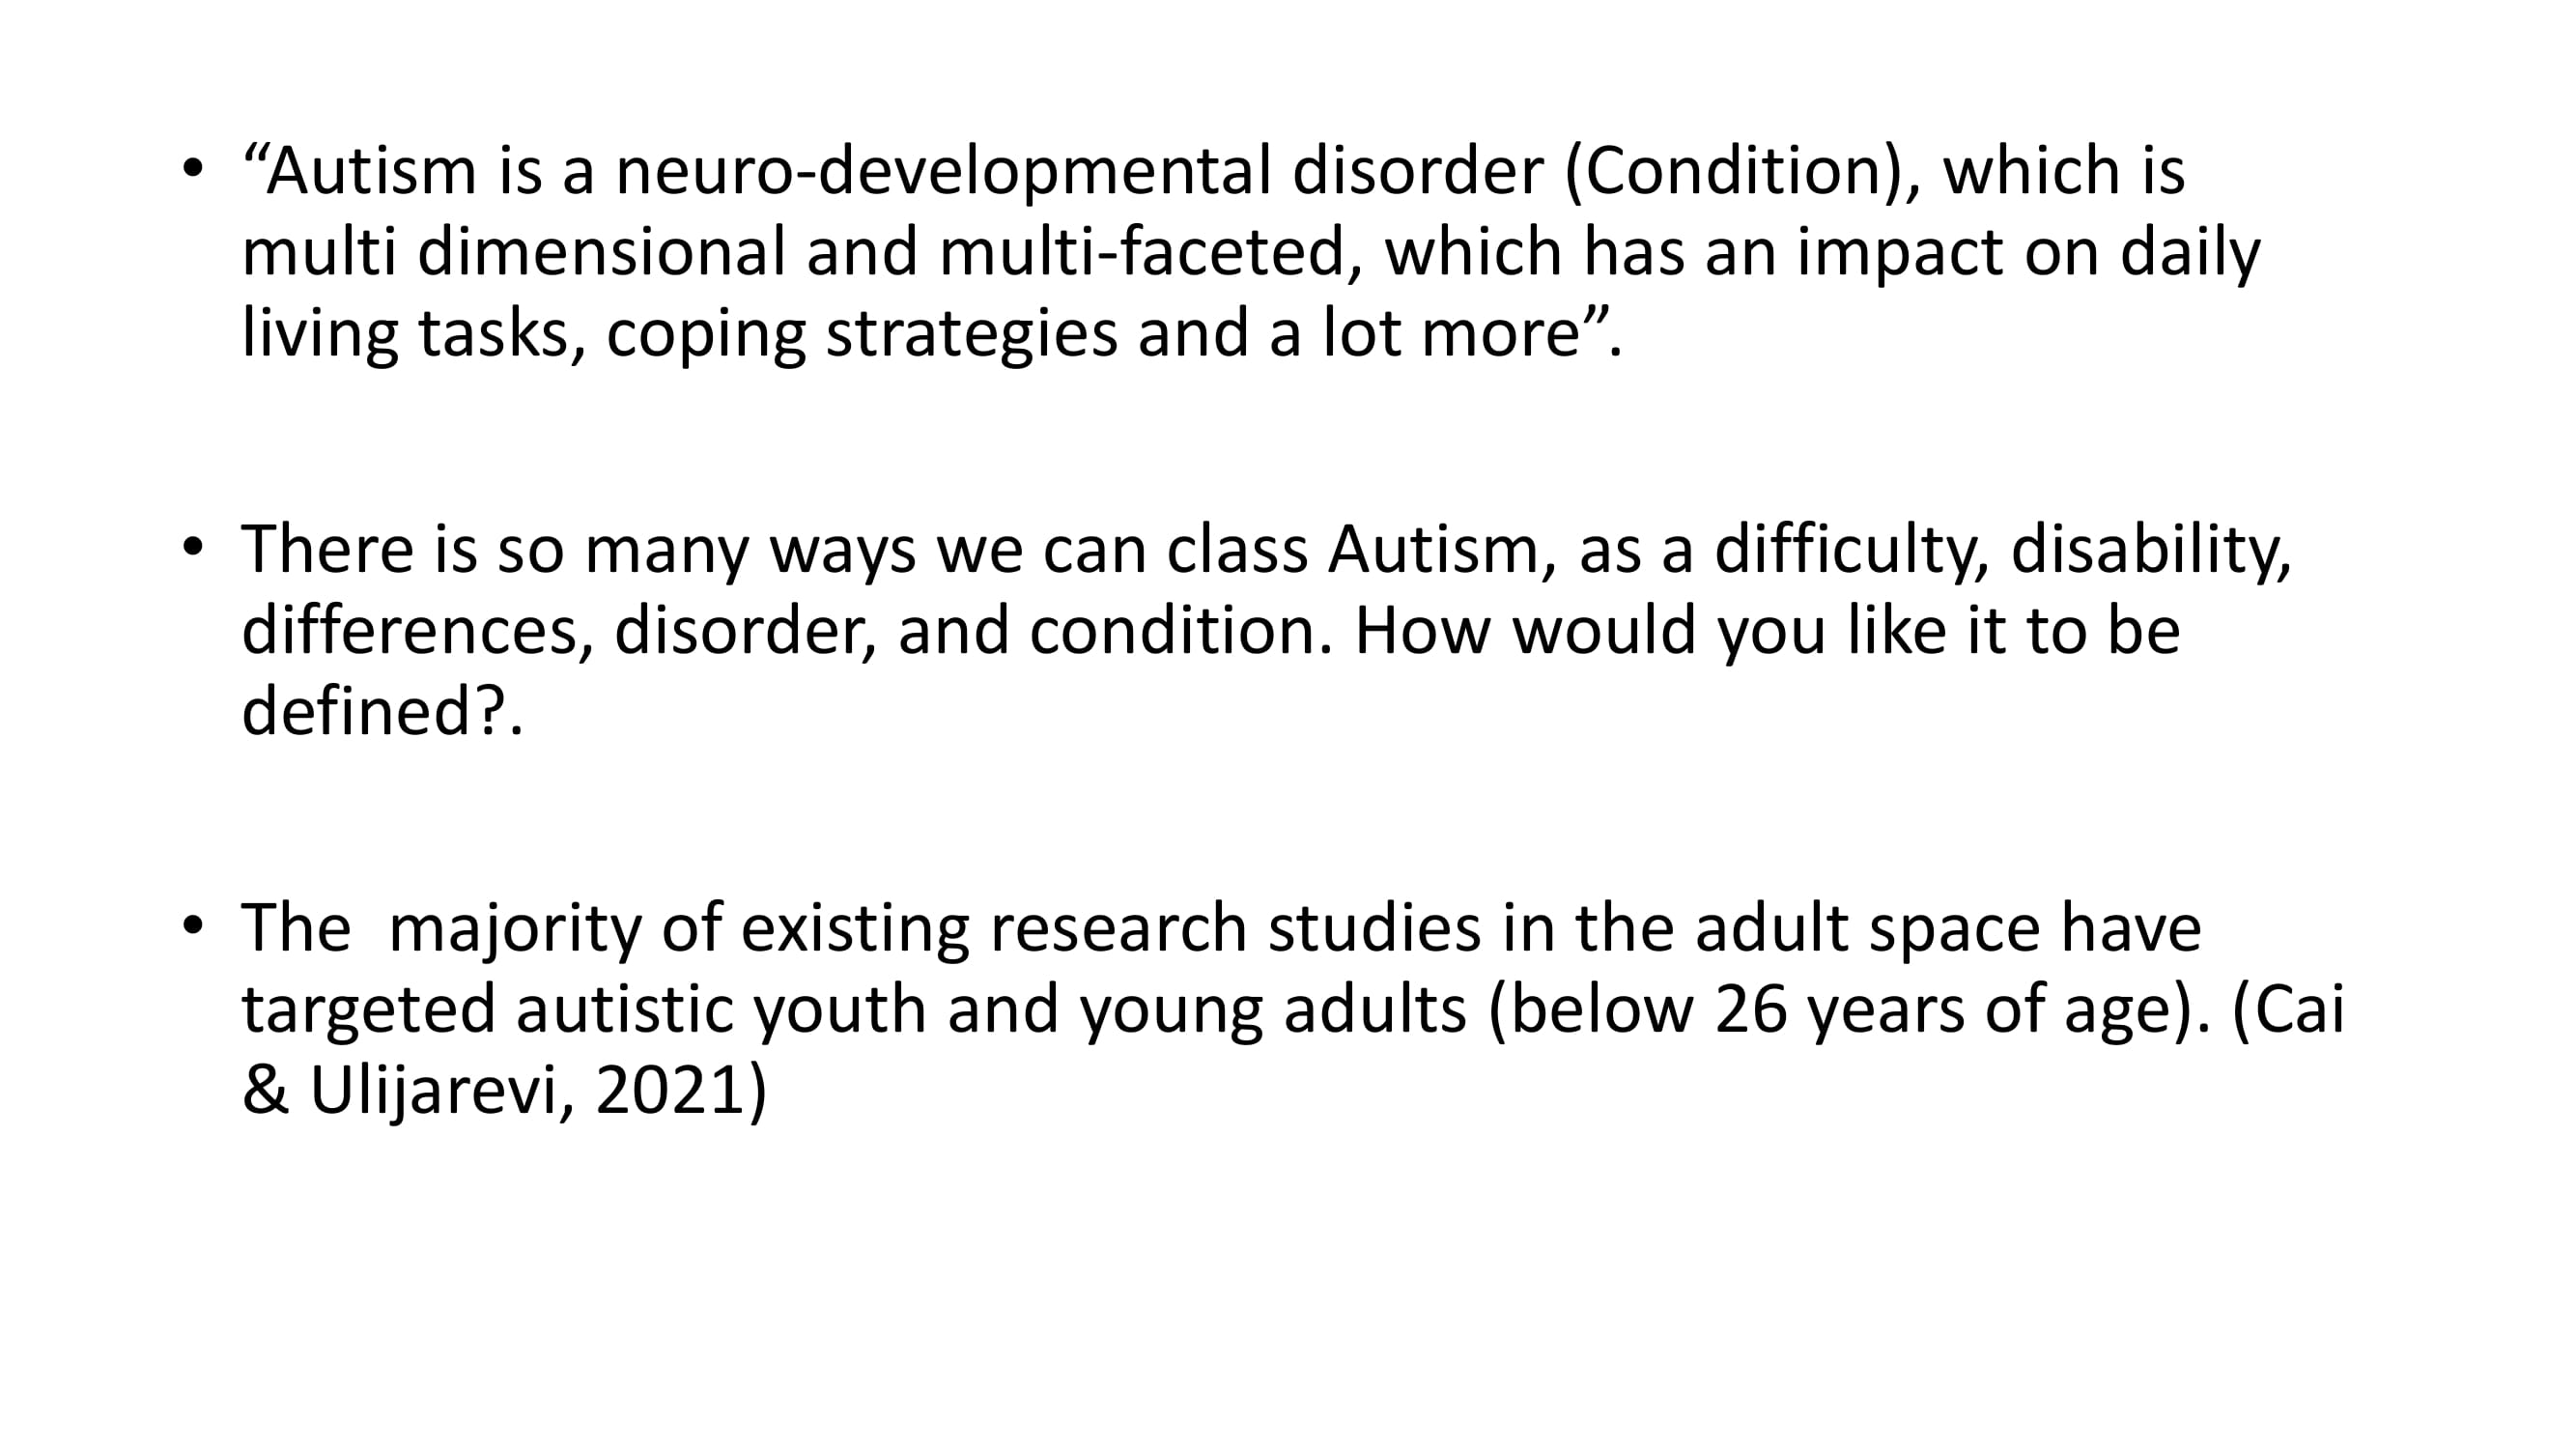 • “Autism is a neuro-developmental disorder (Condition), which is
multi dimensional and multi-faceted, which has an impact on daily
living tasks, coping strategies and a lot more”.
• There is so many ways we can class Autism, as a difficulty, disability,
differences, disorder, and condition. How would you like it to be
defined?.
• The  majority of existing research studies in the adult space have
targeted autistic youth and young adults (below 26 years of age). (Cai
& Ulijarevi, 2021)